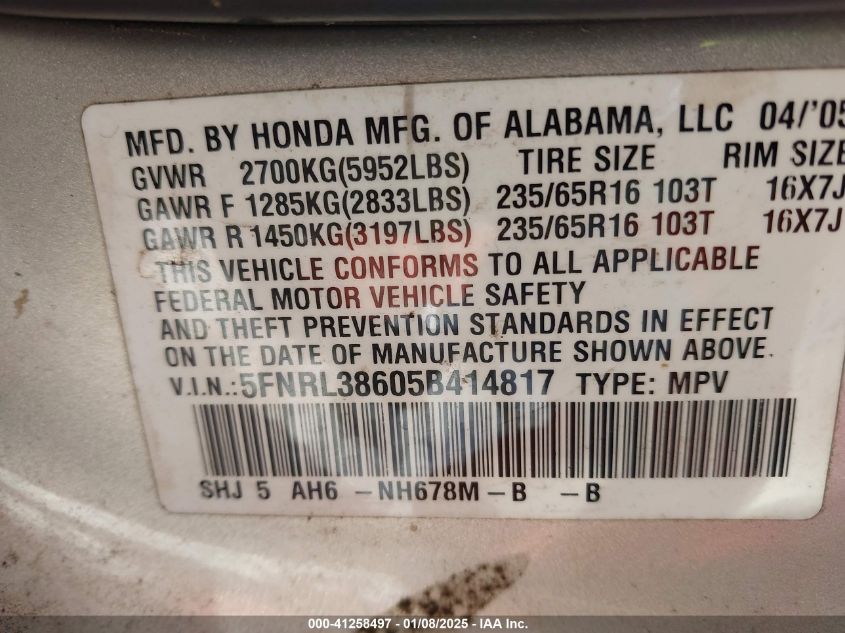 MFD. BY HONDA MFG. OF ALABAMA, LLC 04/'05
GVWR 2700KG(5952LBS) TIRE SIZE RIM SIZE
GAWR F 1285KG(2833LBS) 235/65R16 103T 16X7J
GAWR R 1450KG(3197LBS) 235/65R16 103T 16X7J
THIS VEHICLE CONFORMS TO ALL APPLICABLE
FEDERAL MOTOR VEHICLE SAFETY
AND THEFT PREVENTION STANDARDS IN EFFECT
ON THE DATE OF MANUFACTURE SHOWN ABOVE.
V.I.N.:5FNRL38605B414817 TYPE: MPV
SHJ 5 AH6 -NH678M-B -B
000-41258497 - 01/08/2025 - IAA Inc.